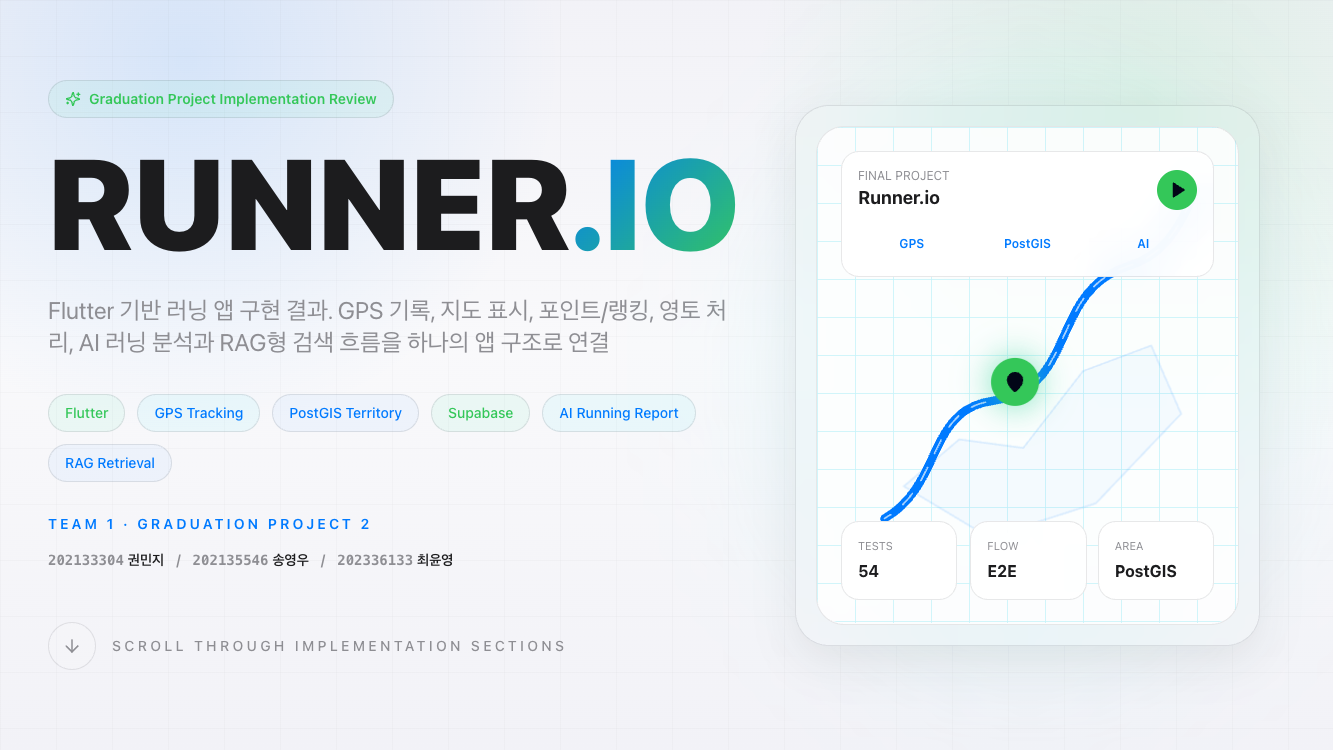 Graduation Project Implementation Review
RUNNER.IO
Flutter 기반 러닝 앱 구현 결과. GPS 기록, 지도 표시, 포인트/랭킹, 영토 처
리, AI 러닝 분석과 RAG형 검색 흐름을 하나의 앱 구조로 연결
Flutter GPS Tracking PostGIS Territory Supabase AI Running Report
RAG Retrieval
TEAM 1 · GRADUATION PROJECT 2
202133304 권민지 / 202135546 송영우 / 202336133 최윤영
SCROLL THROUGH IMPLEMENTATION SECTIONS
FINAL PROJECT
Runner.io
GPS PostGIS AI
TESTS FLOW AREA
54 E2E PostGIS